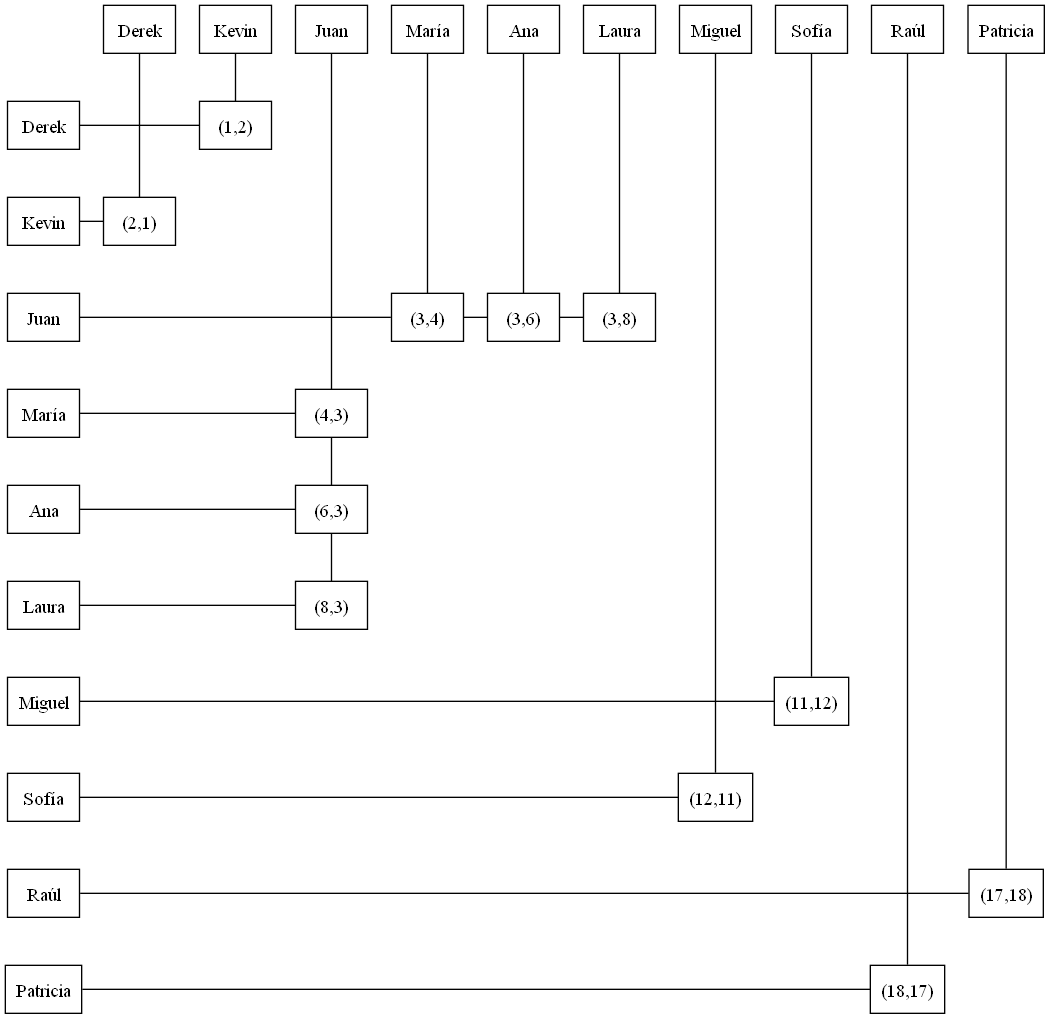 Derek Kevin Juan María Ana Laura Miguel Sofía Raúl Patricia
Derek (1,2)
Kevin (2,1)
Juan (3,4) (3,6) (3,8)
María (4,3)
Ana (6,3)
Laura (8,3)
Miguel (11,12)
Sofía (12,11)
Raúl (17,18)
Patricia (18,17)